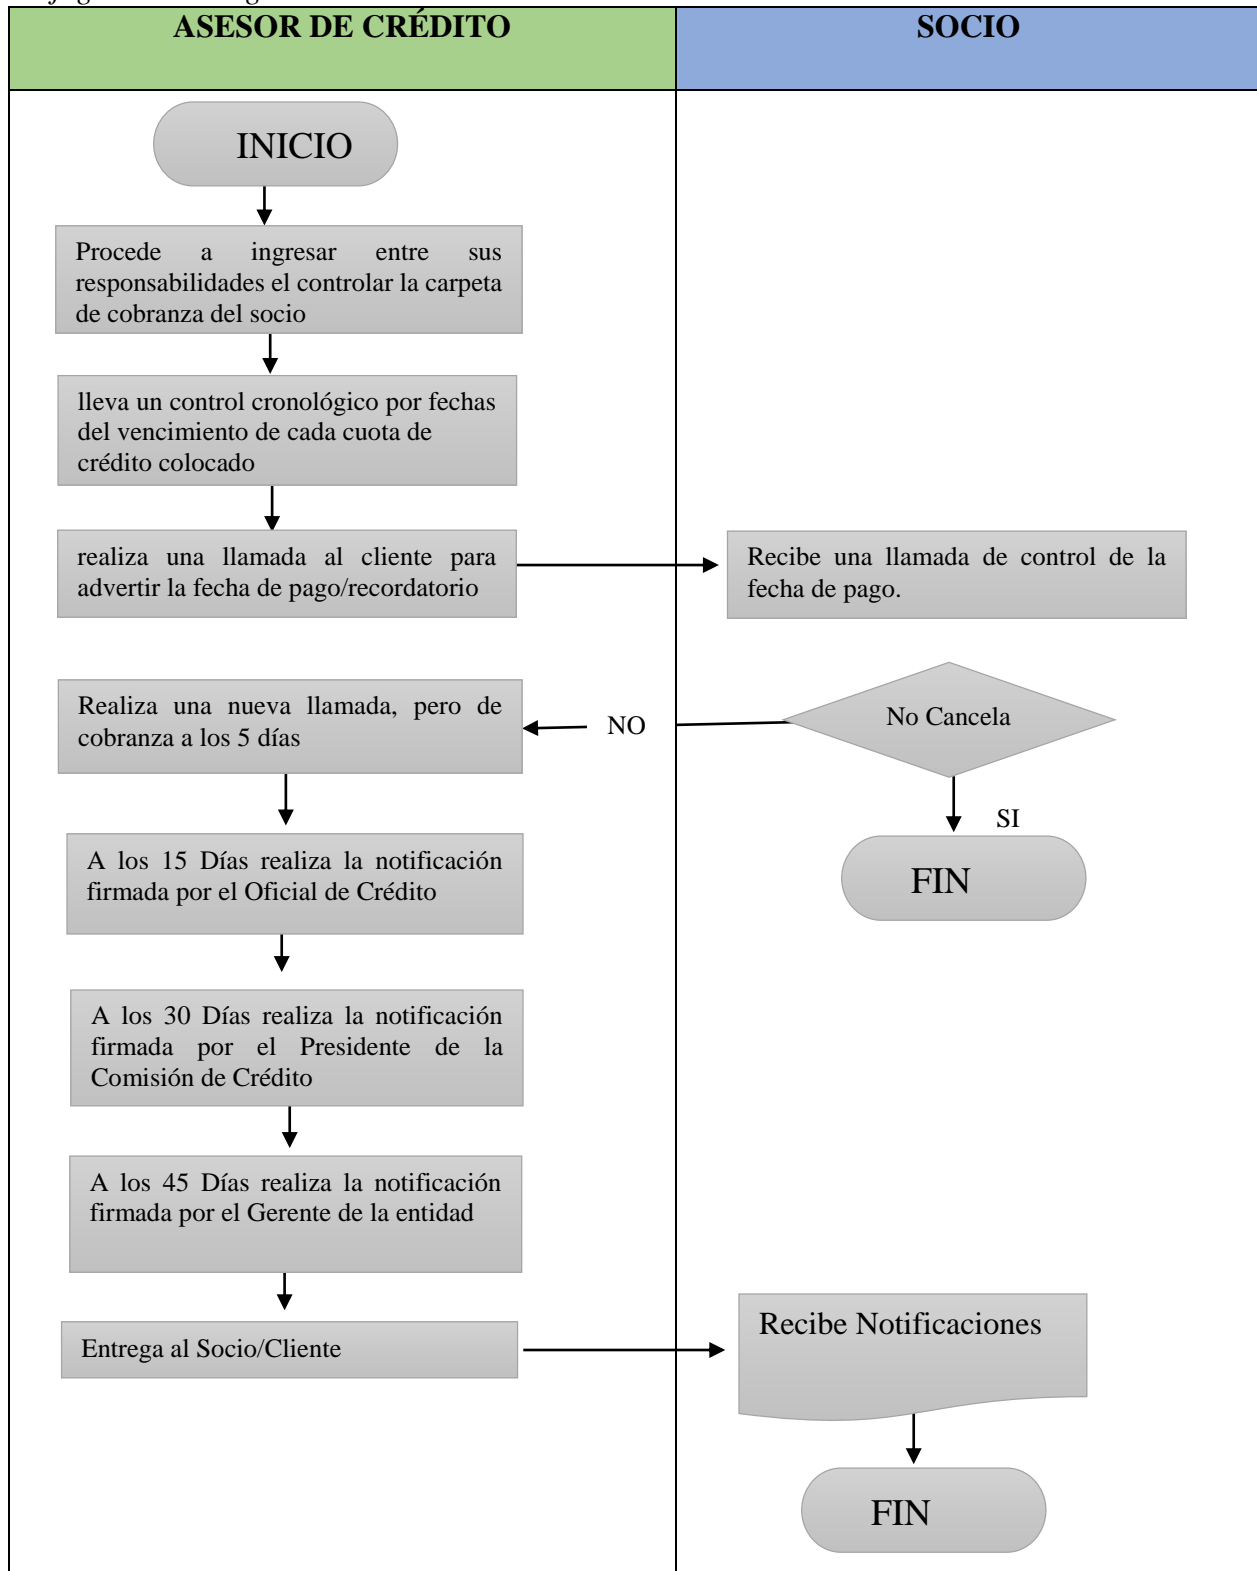 ASESOR DE CRÉDITO
SOCIO
INICIO
Procede a ingresar entre sus
responsabilidades el controlar la carpeta
de cobranza del socio
lleva un control cronológico por fechas
del vencimiento de cada cuota de
crédito colocado
realiza una llamada al cliente para
advertir la fecha de pago/recordatorio
Recibe una llamada de control de la
fecha de pago.
Realiza una nueva llamada, pero de
cobranza a los 5 días
NO
No Cancela
SI
FIN
A los 15 Días realiza la notificación
firmada por el Oficial de Crédito
A los 30 Días realiza la notificación
firmada por el Presidente de la
Comisión de Crédito
A los 45 Días realiza la notificación
firmada por el Gerente de la entidad
Entrega al Socio/Cliente
Recibe Notificaciones
FIN